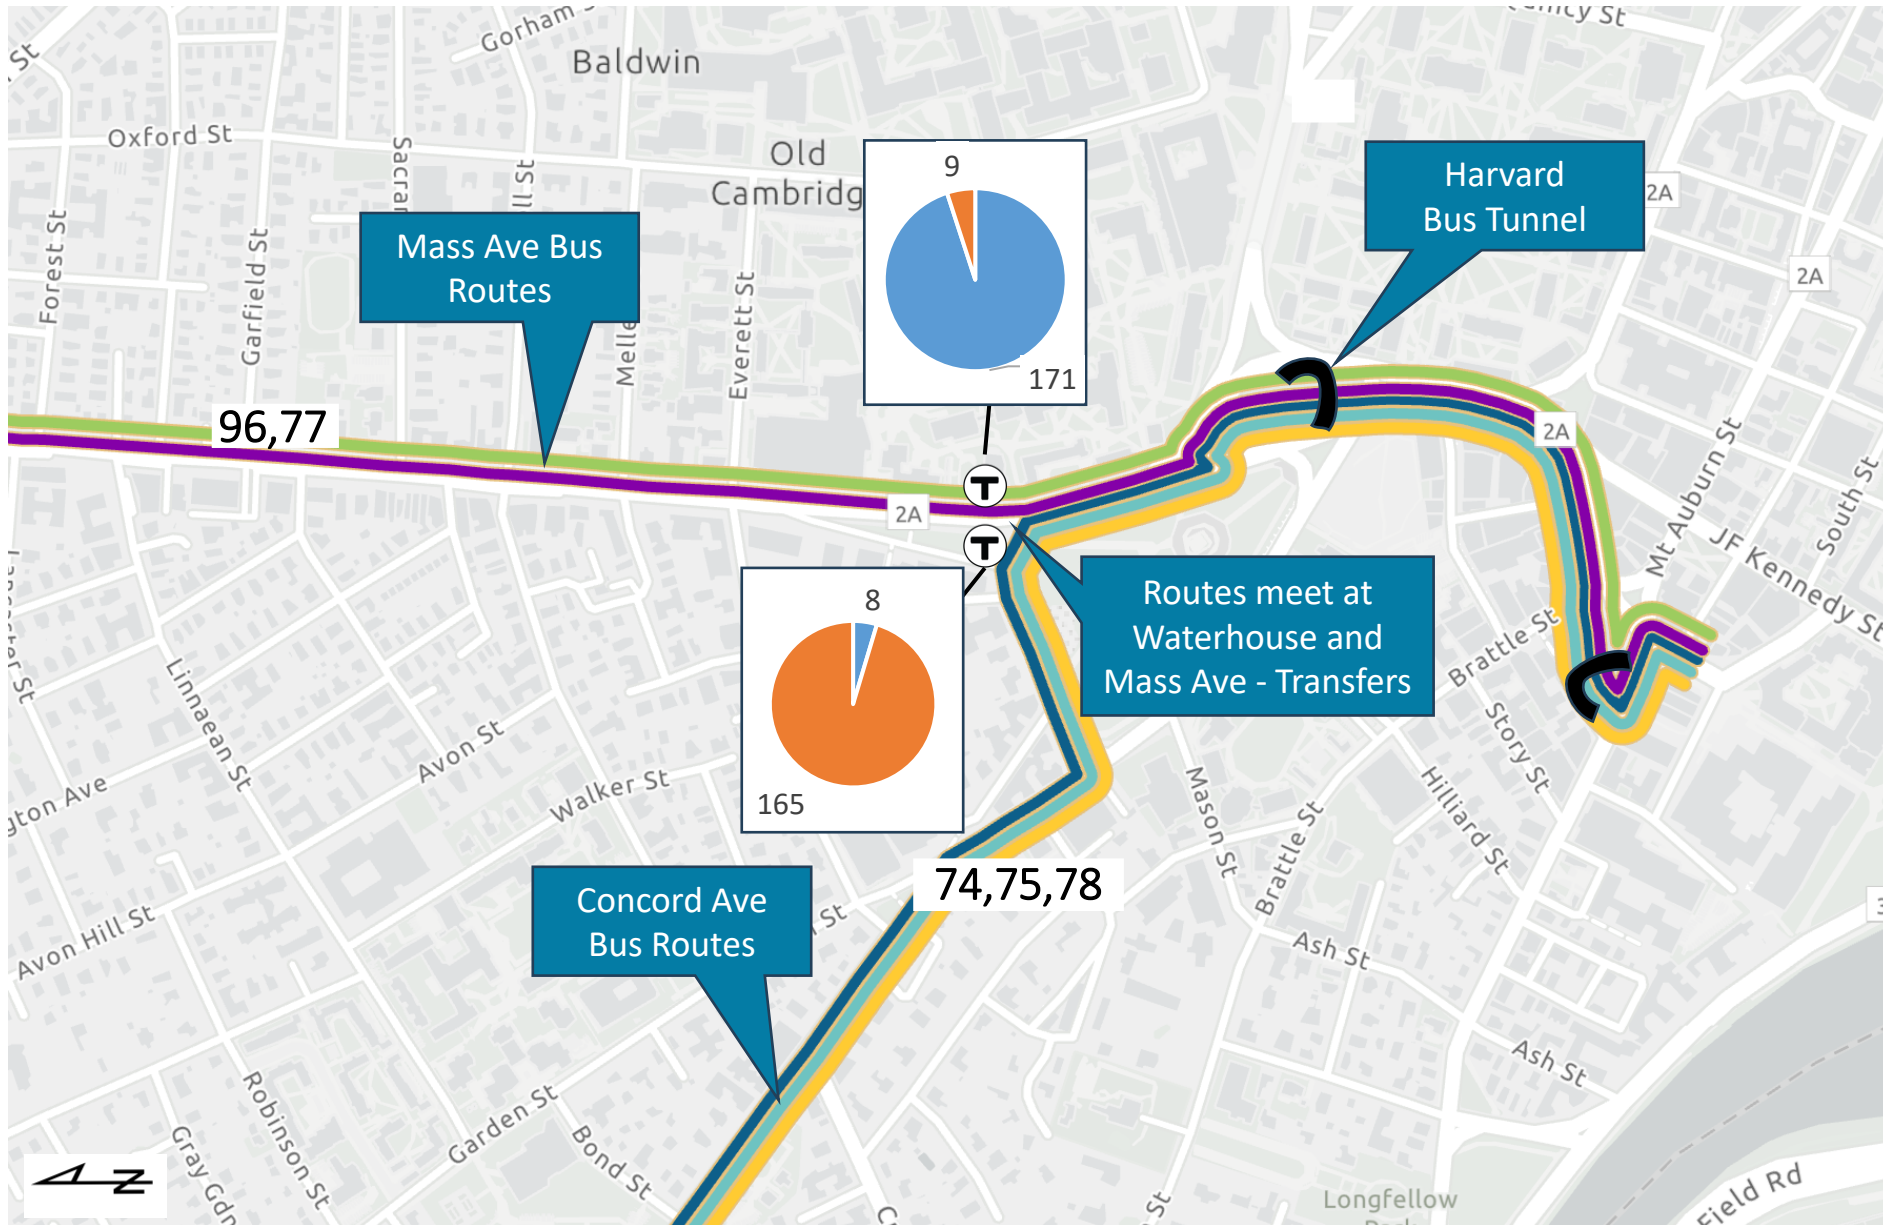 Quincy St
Gorham St
Baldwin
Oxford St
Old
Cambridg
9
171
Harvard
Bus Tunnel
2A
2A
Mass Ave Bus
Routes
Forest St
Garfield St
Everett St
96,77
2A
2A
T
T
Mt Auburn St
South St
JF Kennedy St
Routes meet at
Waterhouse and
Mass Ave - Transfers
8
165
Brattle St
Story St
Linnaean St
Avon St
Walker St
Mason St
Brattle St
Hilliard St
74,75,78
Concord Ave
Bus Routes
Avon Hill St
Ash St
Ash St
Robinson St
Garden St
Bond St
Gray Gdn
Z
Longfellow
Park
Field Rd